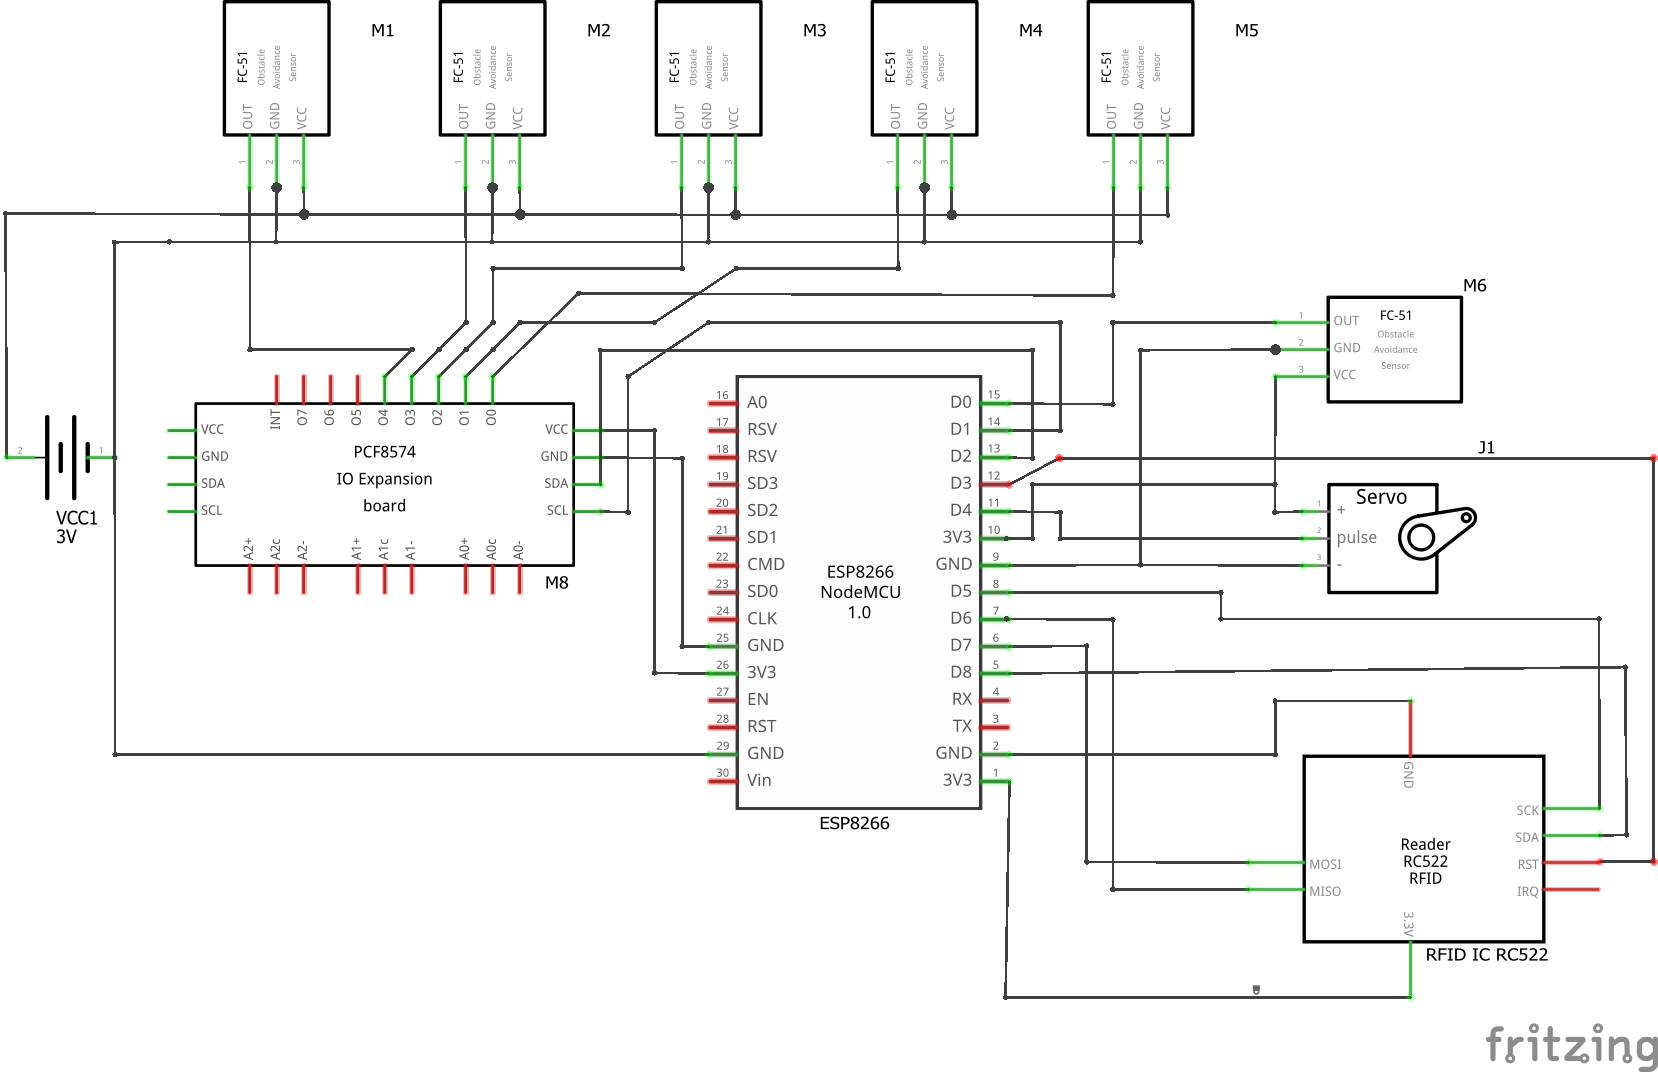 M1
M2
M3
M4
M5
FC-51
Obstacle
Avoidance
Sensor
OUT
GND
VCC
1
2
3
FC-51
Obstacle
Avoidance
Sensor
OUT
GND
VCC
1
2
3
FC-51
Obstacle
Avoidance
Sensor
OUT
GND
VCC
1
2
3
FC-51
Obstacle
Avoidance
Sensor
OUT
GND
VCC
1
2
3
FC-51
Obstacle
Avoidance
Sensor
OUT
GND
VCC
1
2
3
M6
1 OUT
2 GND
3 VCC
FC-51
Obstacle
Avoidance
Sensor
INT O7 O6 O5 O4 O3 O2 O1 O0
VCC VCC
GND GND
SDA SDA
SCL SCL
PCF8574
IO Expansion
board
A2+ A2c A2- A1+ A1c A1- A0+ A0c A0-
M8
2 1
VCC1
3V
16 A0 D0 15
17 RSV D1 14
18 RSV D2 13
19 SD3 D3 12
20 SD2 D4 11
21 SD1 3V3 10
22 CMD GND 9
23 SD0 D5 8
24 CLK D6 7
25 GND D7 6
26 3V3 D8 5
27 EN RX 4
28 RST TX 3
29 GND GND 2
30 Vin 3V3 1
ESP8266
NodeMCU
1.0
ESP8266
J1
Servo
1 +
2 pulse
3 -
GND
SCK
SDA
RST
IRQ
MOSI
MISO
3.3V
Reader
RC522
RFID
RFID IC RC522
fritzing